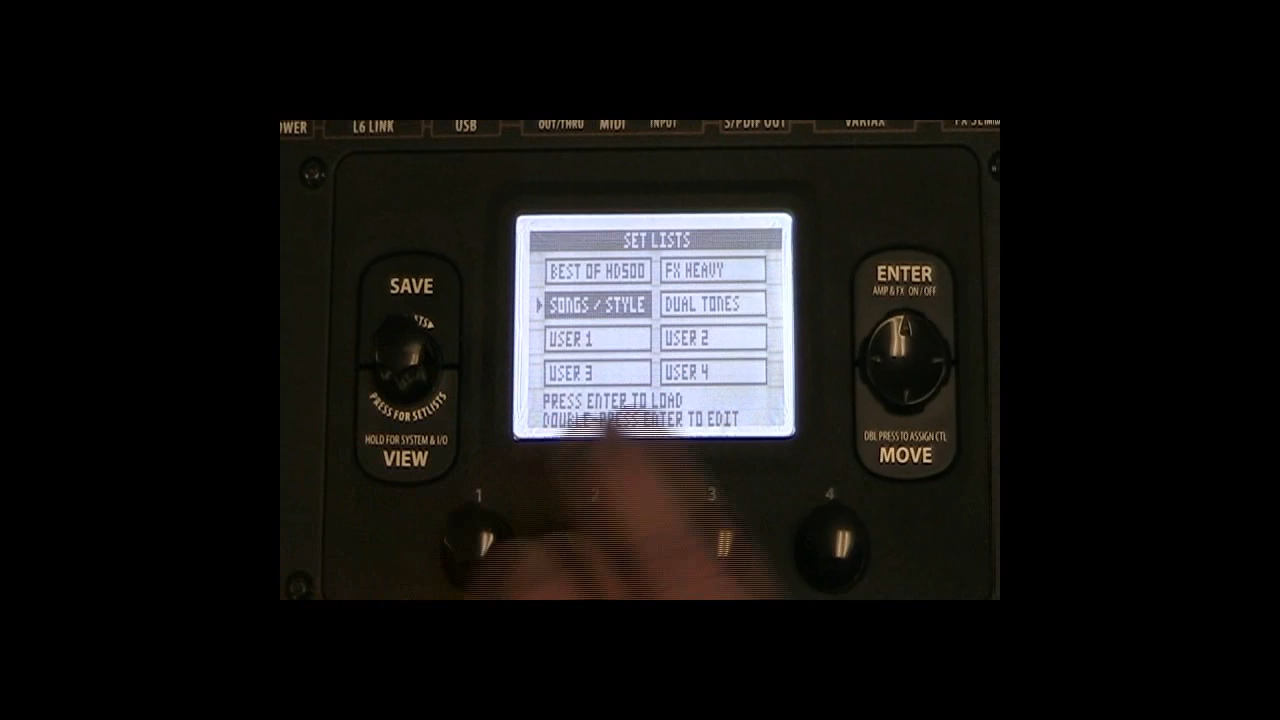 L6 LINK
USB
OUT/THRU MIDI INPUT
S/PDIF OUT
VARIAX
SAVE
PRESS FOR SETLISTS
HOLD FOR SYSTEM & I/O
VIEW
SET LISTS
BEST OF HD500 FX HEAVY
SONGS / STYLE DUAL TONES
USER 1 USER 2
USER 3 USER 4
PRESS ENTER TO LOAD
DOUBLE-PRESS ENTER TO EDIT
ENTER
AMP & FX ON / OFF
DBL PRESS TO ASSIGN CTL
MOVE
1 2 3 4